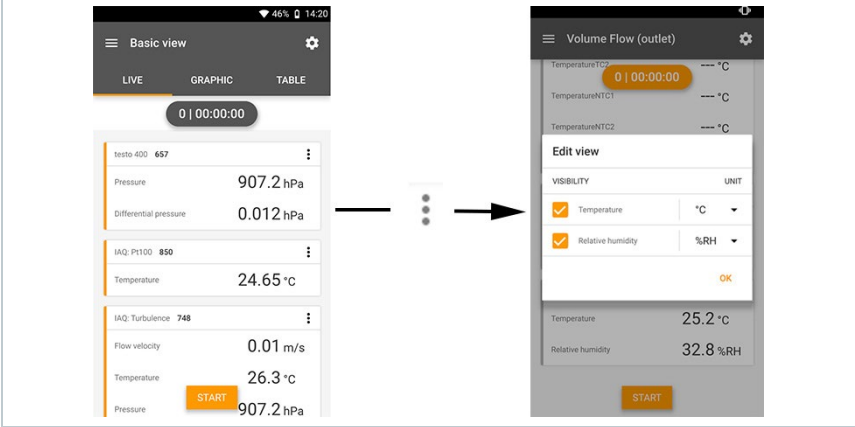 46% 14:20
Basic view
LIVE GRAPHIC TABLE
0 | 00:00:00
testo 400 657
Pressure 907.2 hPa
Differential pressure 0.012 hPa
IAQ: Pt100 850
Temperature 24.65 °C
IAQ: Turbulence 748
Flow velocity 0.01 m/s
Temperature 26.3 °C
START
Pressure 907.2 hPa
Volume Flow (outlet)
TemperatureTC2 --- °C
0 | 00:00:00
TemperatureNTC1 --- °C
TemperatureNTC2 --- °C
Edit view
VISIBILITY UNIT
Temperature °C
Relative humidity %RH
OK
Temperature 25.2 °C
Relative humidity 32.8 %RH
START